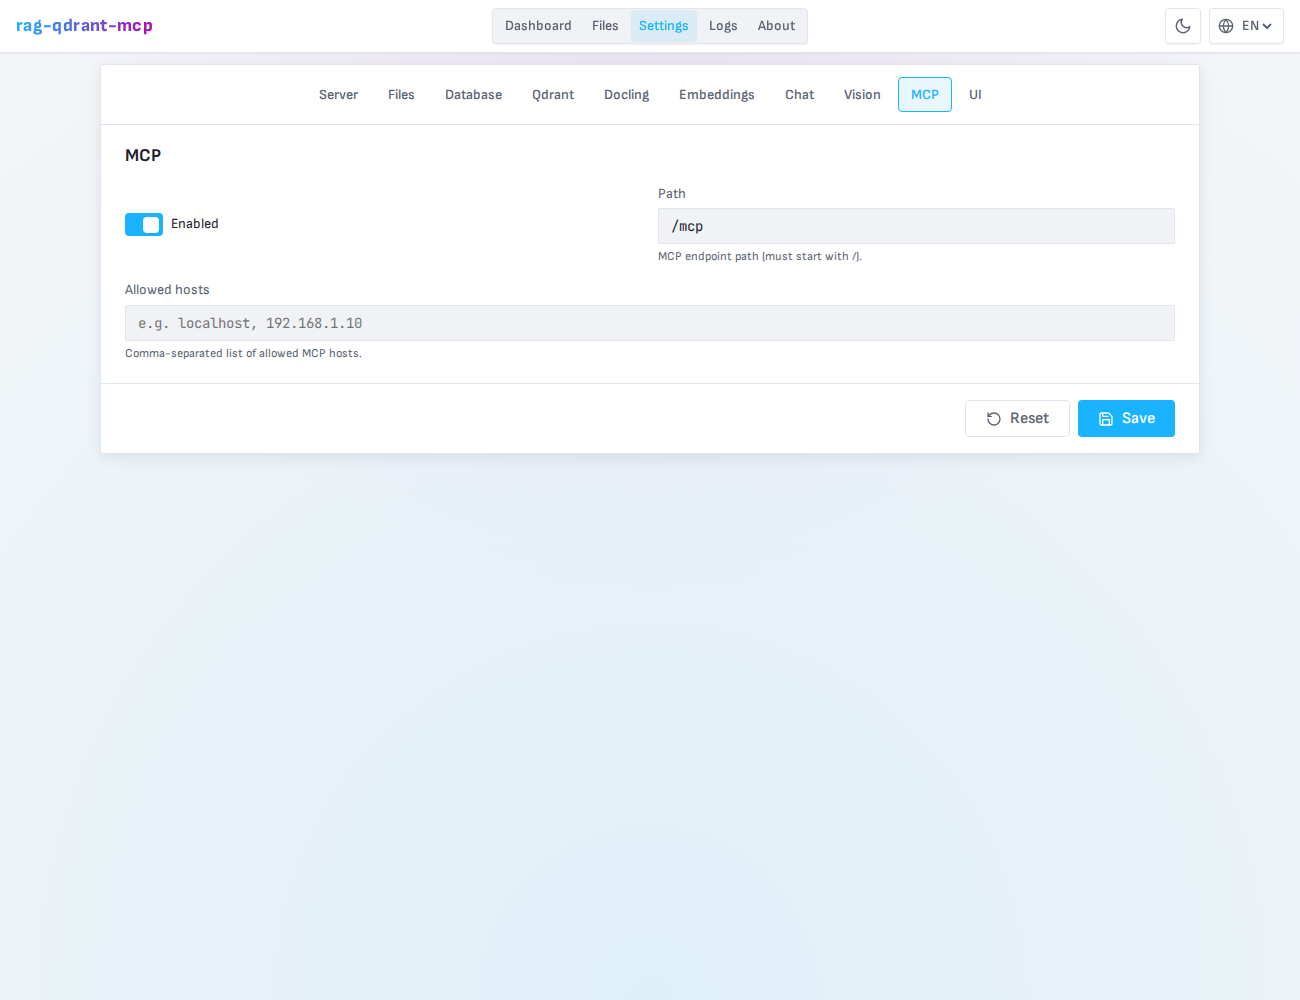 rag-qdrant-mcp
Dashboard Files Settings Logs About
EN
Server Files Database Qdrant Docling Embeddings Chat Vision MCP UI
MCP
Enabled
Path
/mcp
MCP endpoint path (must start with /).
Allowed hosts
e.g. localhost, 192.168.1.10
Comma-separated list of allowed MCP hosts.
Reset Save